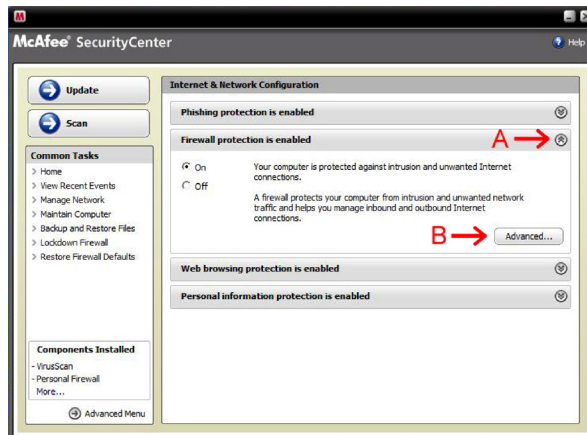 M
McAfee® SecurityCenter
? Help
Update
Scan
Common Tasks
> Home
> View Recent Events
> Manage Network
> Maintain Computer
> Backup and Restore Files
> Lockdown Firewall
> Restore Firewall Defaults
Components Installed
- VirusScan
- Personal Firewall
More...
Advanced Menu
Internet & Network Configuration
Phishing protection is enabled
Firewall protection is enabled
A
On
Off
Your computer is protected against intrusion and unwanted Internet
connections.
A firewall protects your computer from intrusion and unwanted network
traffic and helps you manage inbound and outbound Internet
connections.
B
Advanced...
Web browsing protection is enabled
Personal information protection is enabled